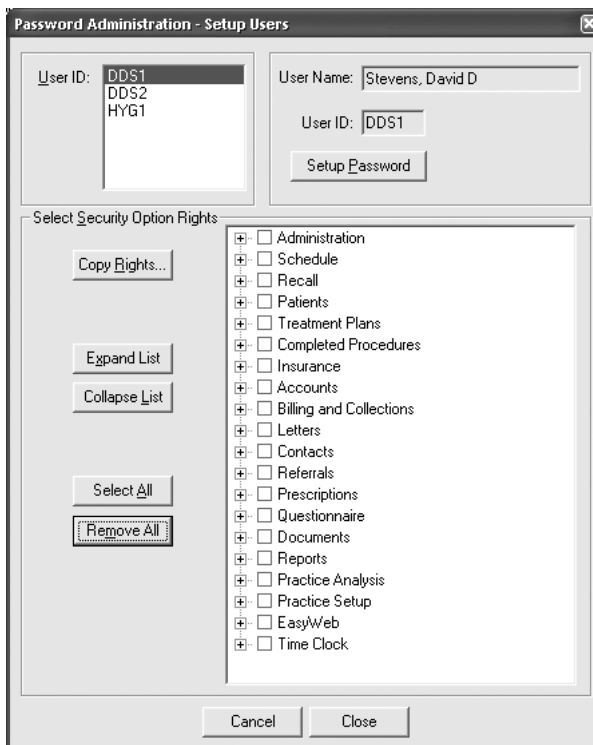 Password Administration - Setup Users
User ID:
DDS1
DDS2
HYG1
User Name: Stevens, David D
User ID: DDS1
Setup Password
Select Security Option Rights
Copy Rights...
Expand List
Collapse List
Select All
Remove All
Administration
Schedule
Recall
Patients
Treatment Plans
Completed Procedures
Insurance
Accounts
Billing and Collections
Letters
Contacts
Referrals
Prescriptions
Questionnaire
Documents
Reports
Practice Analysis
Practice Setup
EasyWeb
Time Clock
Cancel
Close